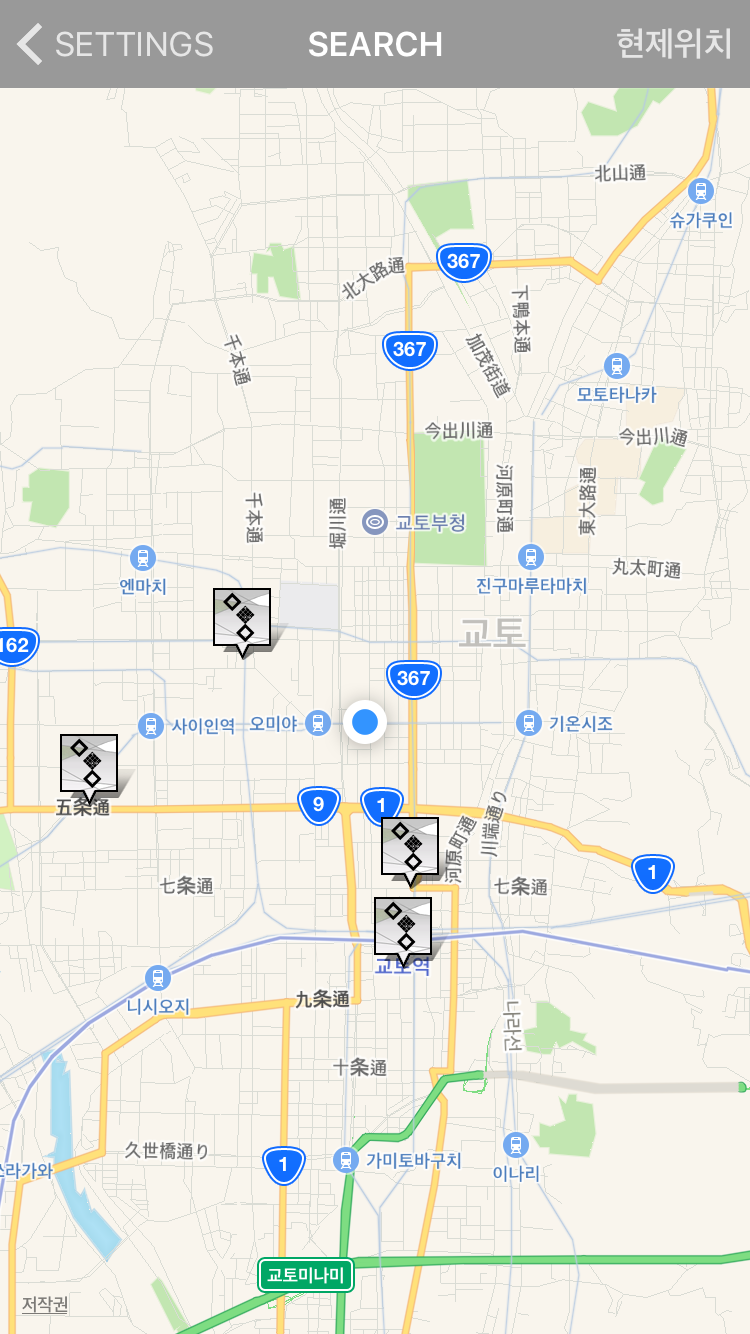 SETTINGS
SEARCH
현제위치
北山通
슈가쿠인
367
北大路通
下鴨本通
367
加茂街道
千本通
모토타나카
今出川通
今出川通
河原町通
東大路通
千本通
堀川通
교토부청
엔마치
진구마루타마치
丸太町通
162
교토
367
사이인역
오미야
기온시조
五条通
9
1
河原町通
川端通り
1
七条通
七条通
교토역
니시오지
九条通
나라선
十条通
久世橋通り
1
가미토바구치
이나리
라가와
교토미나미
저작권